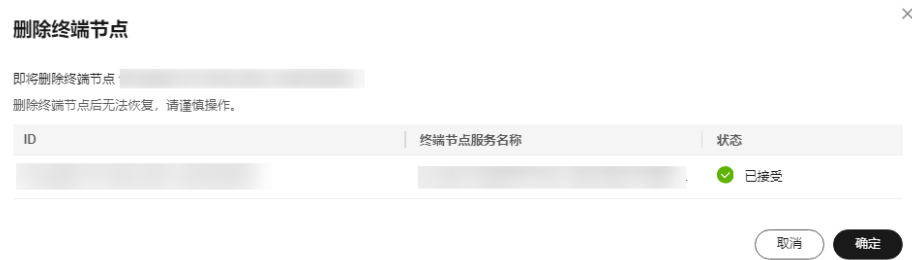 删除终端节点
即将删除终端节点
删除终端节点后无法恢复，请谨慎操作。
ID 终端节点服务名称 状态
已接受
取消 确定